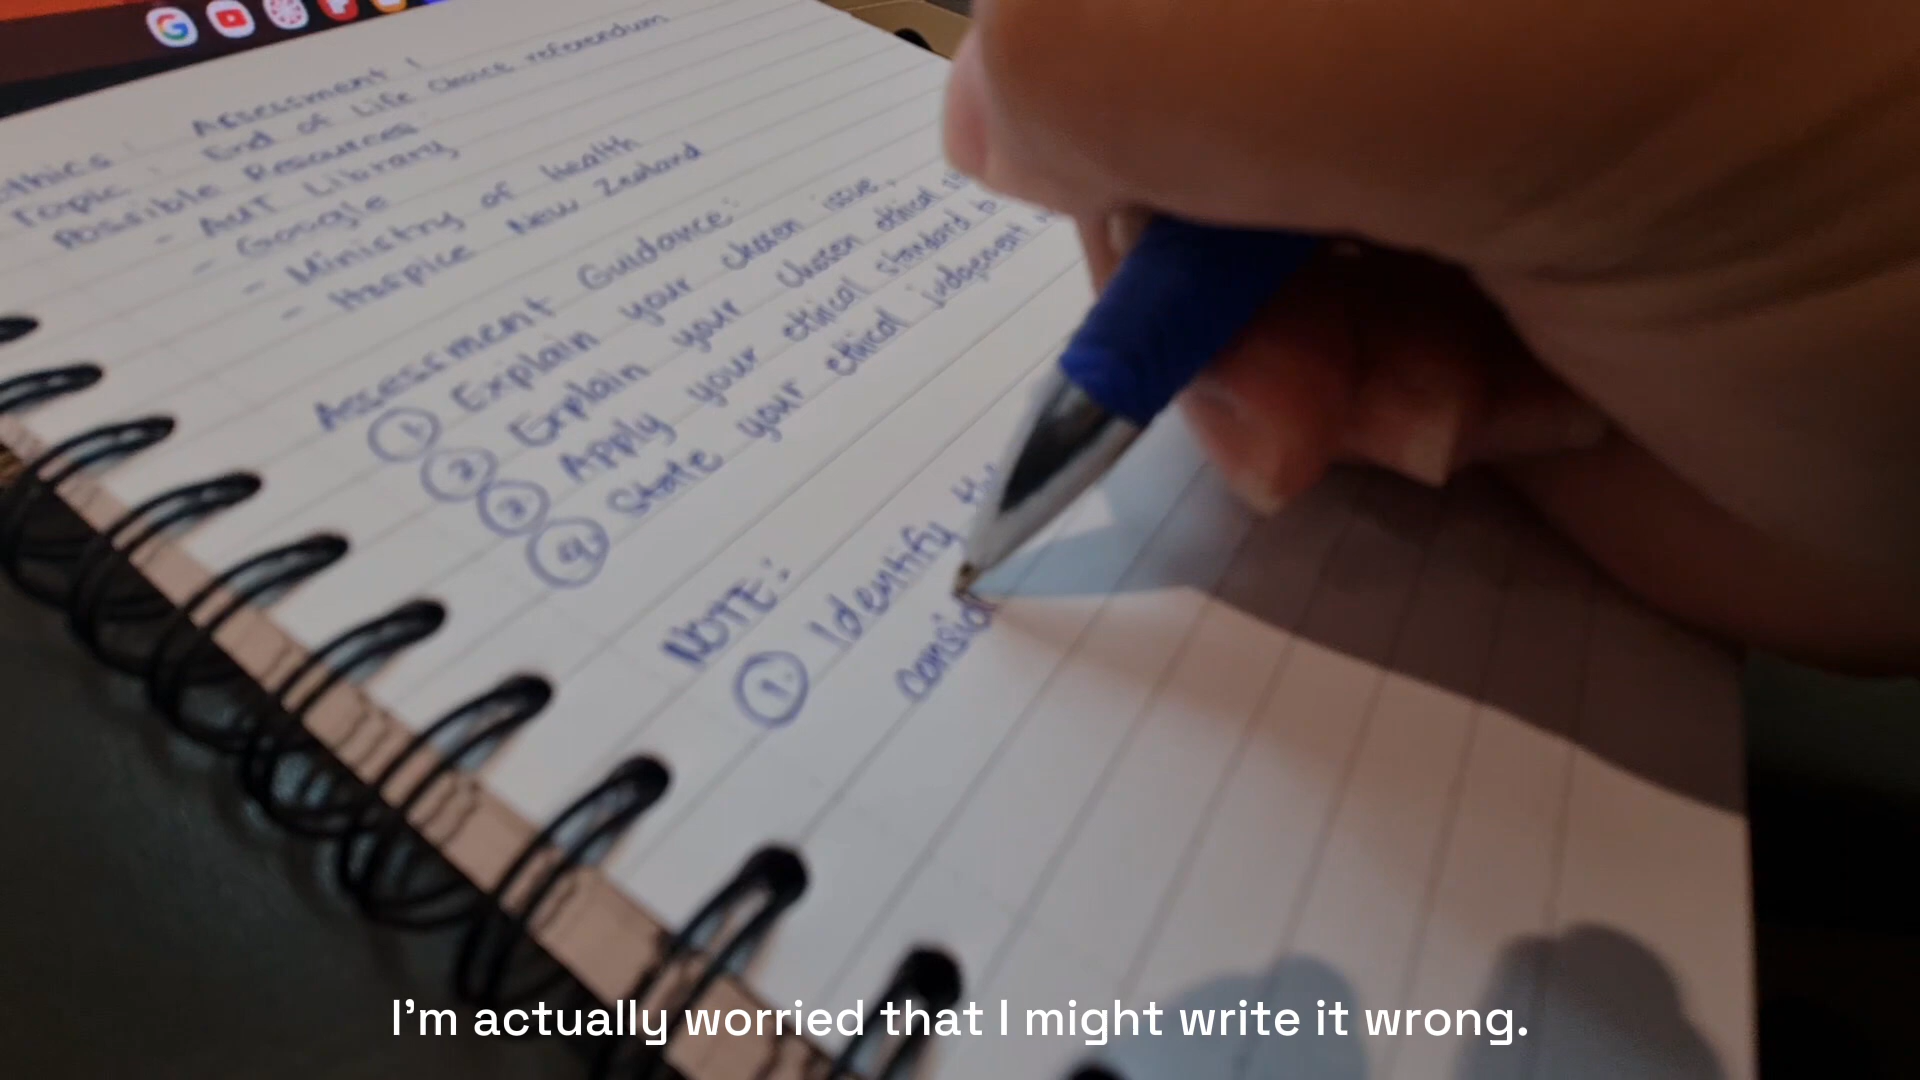 Ethics: Assessment 1
Topic: End of Life Choice referendum
Possible Resources:
- AUT Library
- Google
- Ministry of Health
- Hospice New Zealand
Assessment Guidance:
1. Explain your chosen issue.
2. Explain your chosen ethical
3. Apply your ethical standard to
4. State your ethical judgement
NOTE:
1. Identify
consid
I'm actually worried that I might write it wrong.